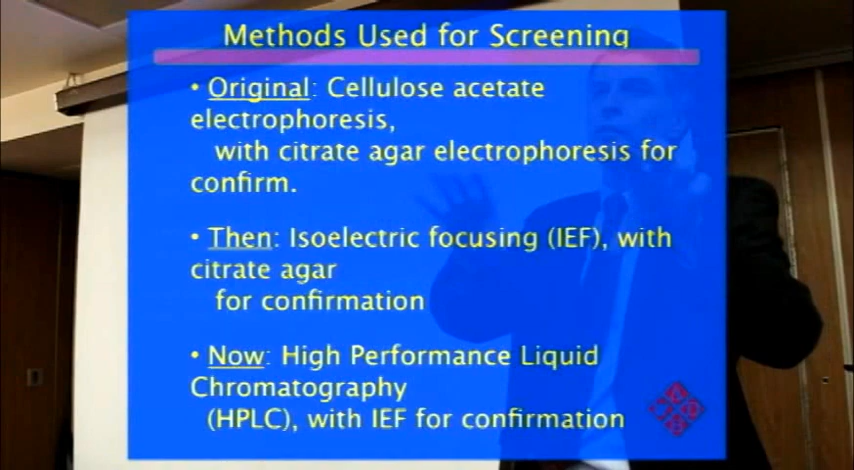 Methods Used for Screening
• Original: Cellulose acetate
electrophoresis,
with citrate agar electrophoresis for
confirm.
• Then: Isoelectric focusing (IEF), with
citrate agar
for confirmation
• Now: High Performance Liquid
Chromatography
(HPLC), with IEF for confirmation